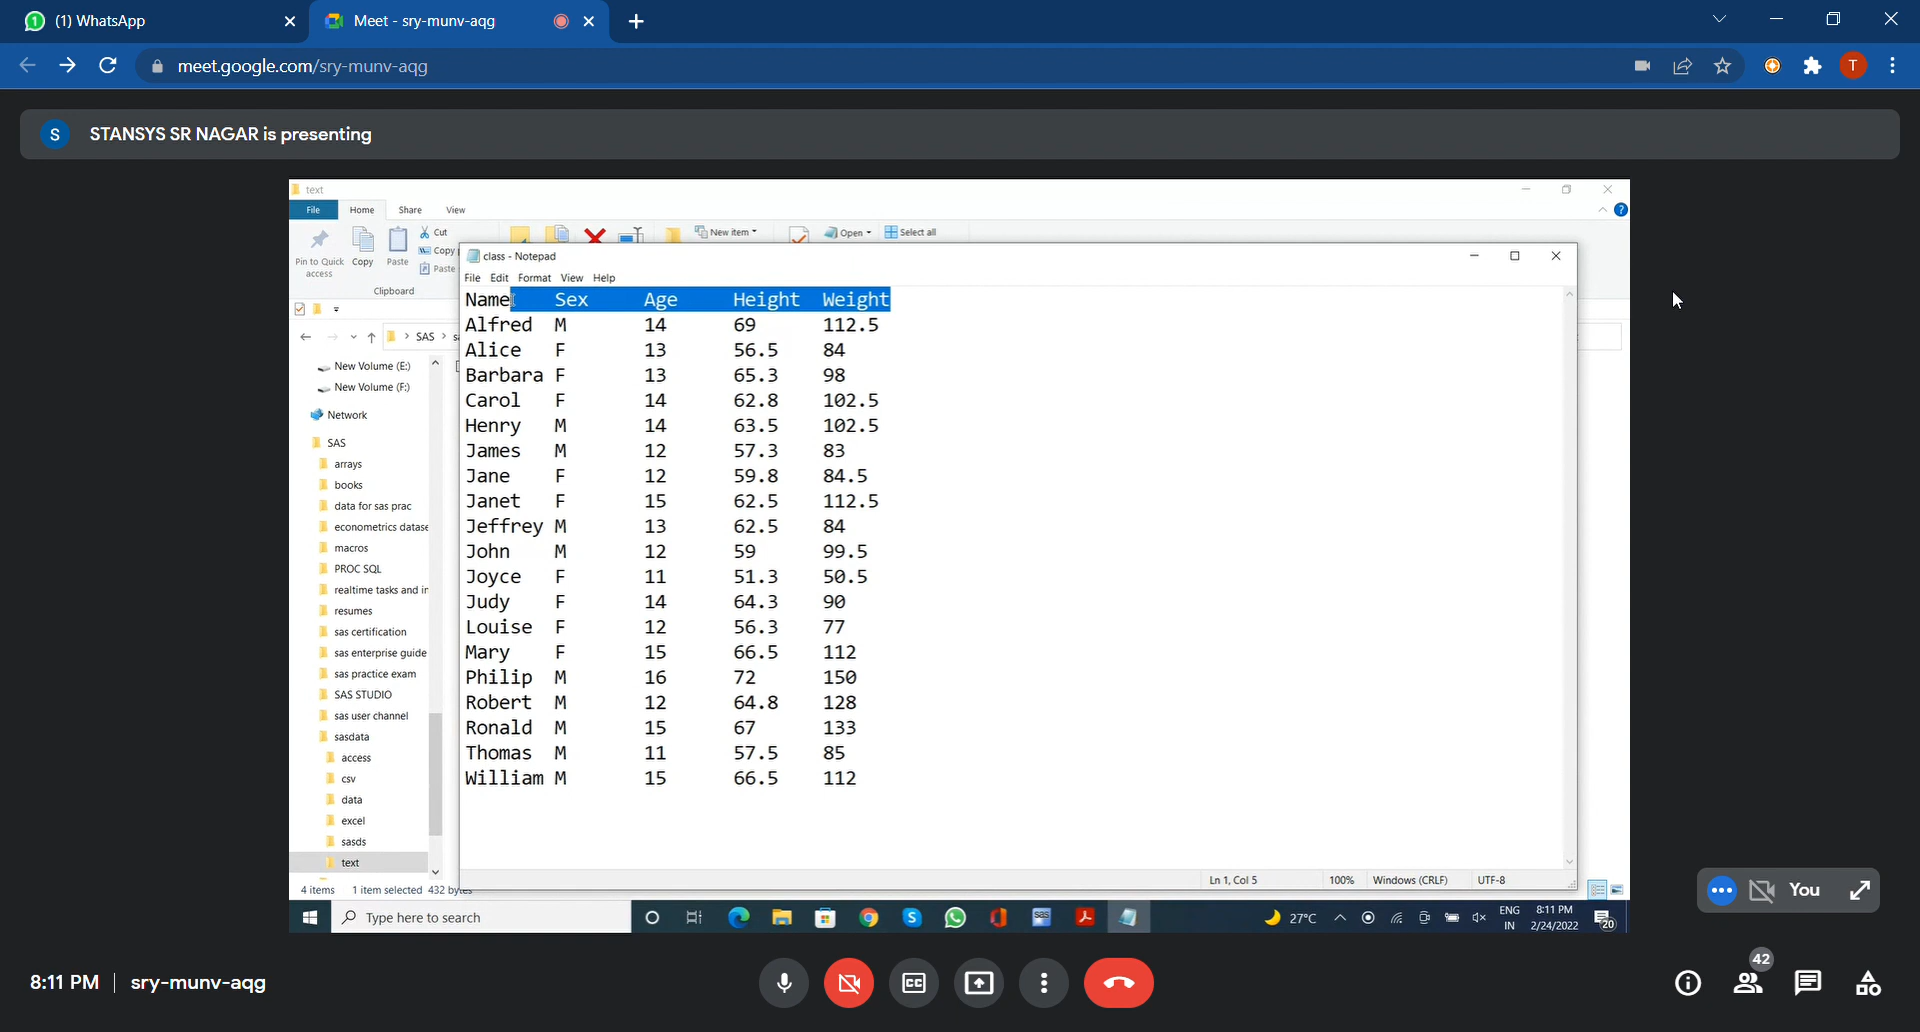 (1) WhatsApp
Meet - sry-munv-aqg
meet.google.com/sry-munv-aqg
T
S STANSYS SR NAGAR is presenting
text
File Home Share View
Cut
Copy
Paste
Pin to Quick access
Copy
Paste
Clipboard
New item
Open
Select all
class - Notepad
File Edit Format View Help
SAS
New Volume (E:)
New Volume (F:)
Network
SAS
arrays
books
data for sas prac
econometrics datase
macros
PROC SQL
realtime tasks and in
resumes
sas certification
sas enterprise guide
sas practice exam
SAS STUDIO
sas user channel
sasdata
access
csv
data
excel
sasds
text
4 items 1 item selected 432 bytes
Name Sex Age Height Weight
Alfred M 14 69 112.5
Alice F 13 56.5 84
Barbara F 13 65.3 98
Carol F 14 62.8 102.5
Henry M 14 63.5 102.5
James M 12 57.3 83
Jane F 12 59.8 84.5
Janet F 15 62.5 112.5
Jeffrey M 13 62.5 84
John M 12 59 99.5
Joyce F 11 51.3 50.5
Judy F 14 64.3 90
Louise F 12 56.3 77
Mary F 15 66.5 112
Philip M 16 72 150
Robert M 12 64.8 128
Ronald M 15 67 133
Thomas M 11 57.5 85
William M 15 66.5 112
Ln 1, Col 5 100% Windows (CRLF) UTF-8
Type here to search
27°C
ENG
IN
8:11 PM
2/24/2022
20
You
8:11 PM | sry-munv-aqg
CC
42